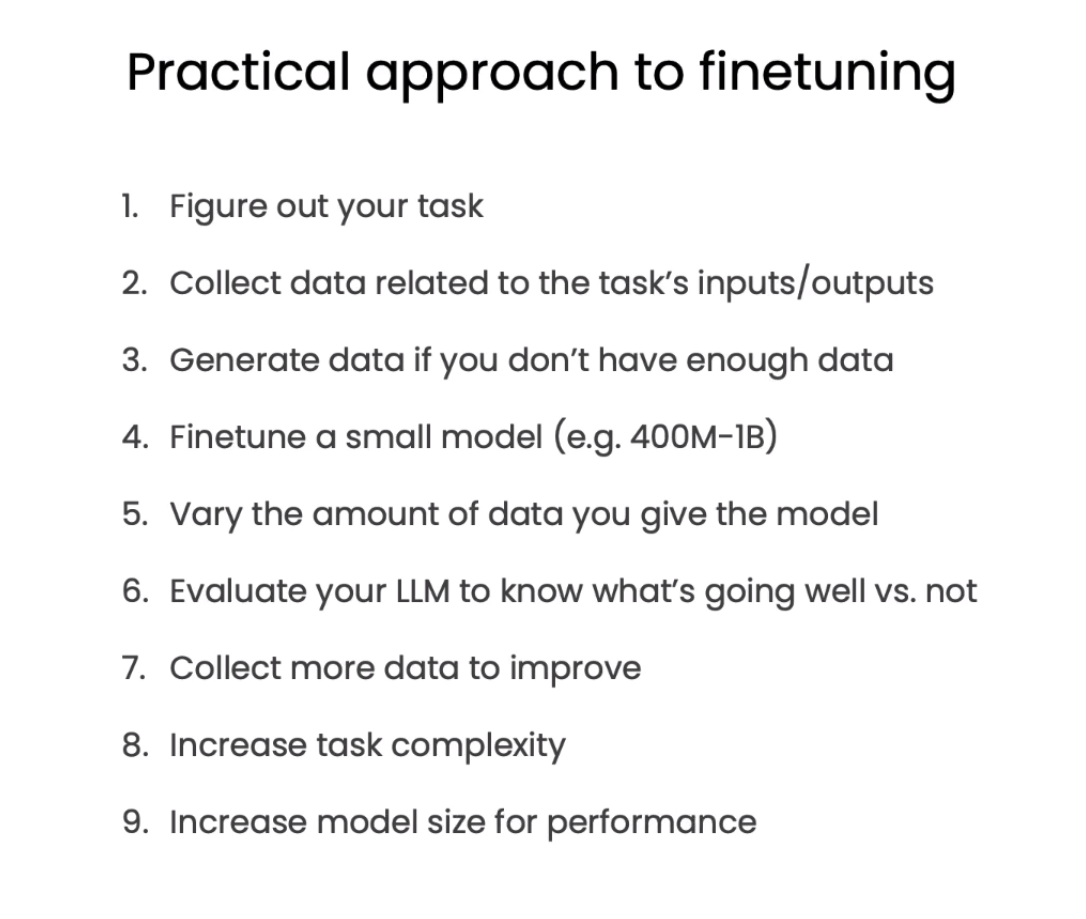 Practical approach to finetuning
1. Figure out your task
2. Collect data related to the task's inputs/outputs
3. Generate data if you don't have enough data
4. Finetune a small model (e.g. 400M-1B)
5. Vary the amount of data you give the model
6. Evaluate your LLM to know what's going well vs. not
7. Collect more data to improve
8. Increase task complexity
9. Increase model size for performance